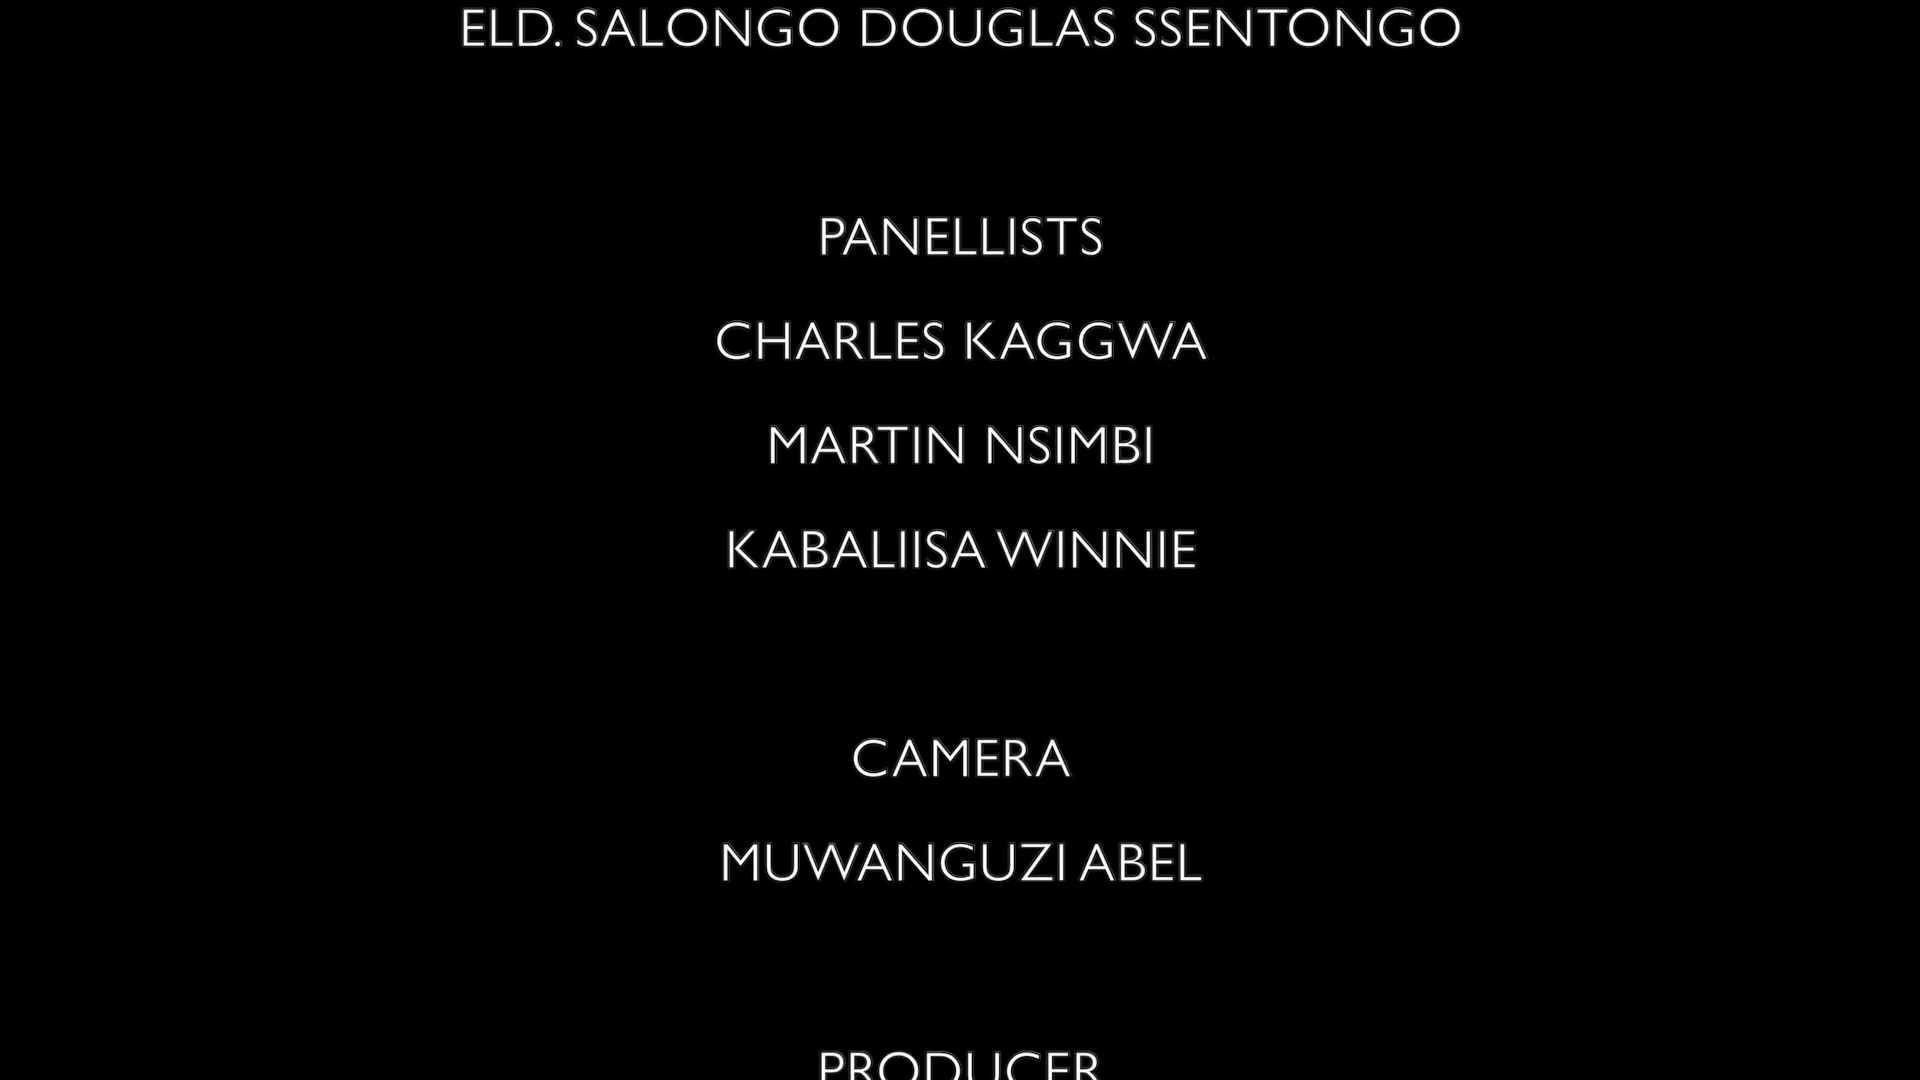 ELD. SALONGO DOUGLAS SSENTONGO
PANELLISTS
CHARLES KAGGWA
MARTIN NSIMBI
KABALIISA WINNIE
CAMERA
MUWANGUZI ABEL
PRODUCER